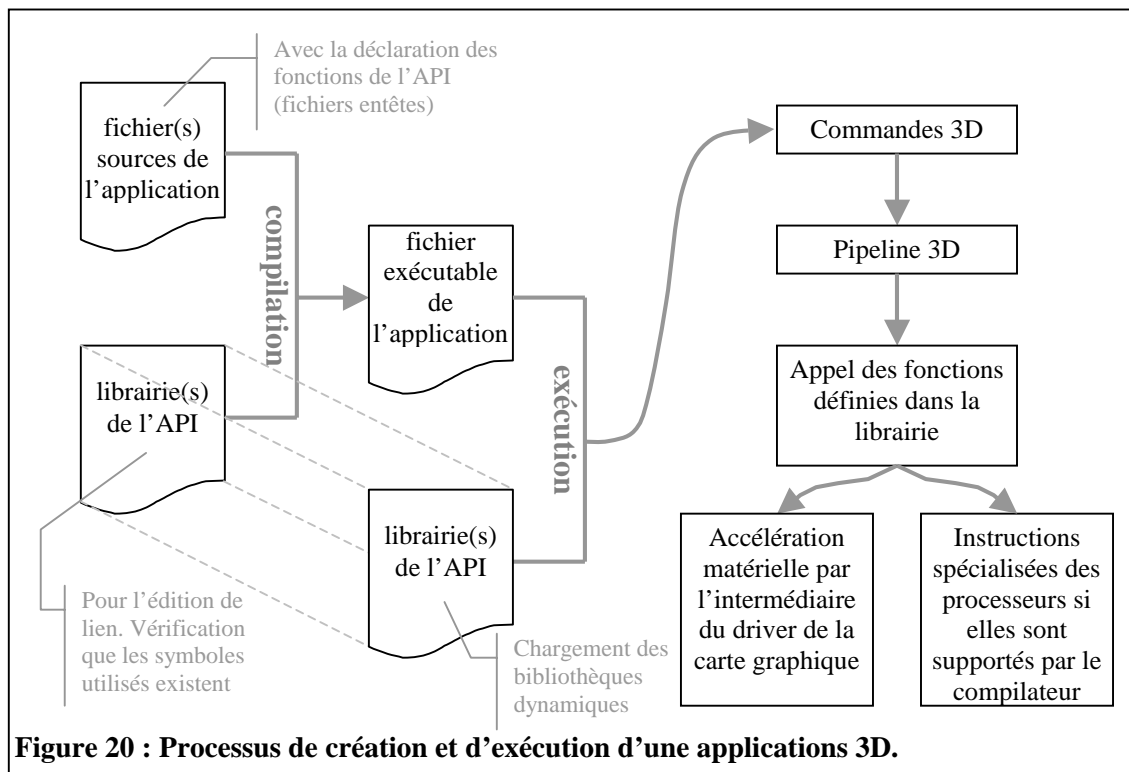 Avec la déclaration des
fonctions de l’API
(fichiers entêtes)
fichier(s)
sources de
l’application
compilation
librairie(s)
de l’API
Pour l’édition de
lien. Vérification
que les symboles
utilisés existent
fichier
exécutable
de
l’application
exécution
librairie(s)
de l’API
Chargement des
bibliothèques
dynamiques
Commandes 3D
Pipeline 3D
Appel des fonctions
définies dans la
librairie
Accélération
matérielle par
l’intermédiaire
du driver de la
carte graphique
Instructions
spécialisées des
processeurs si
elles sont
supportés par le
compilateur
Figure 20 : Processus de création et d’exécution d’une applications 3D.